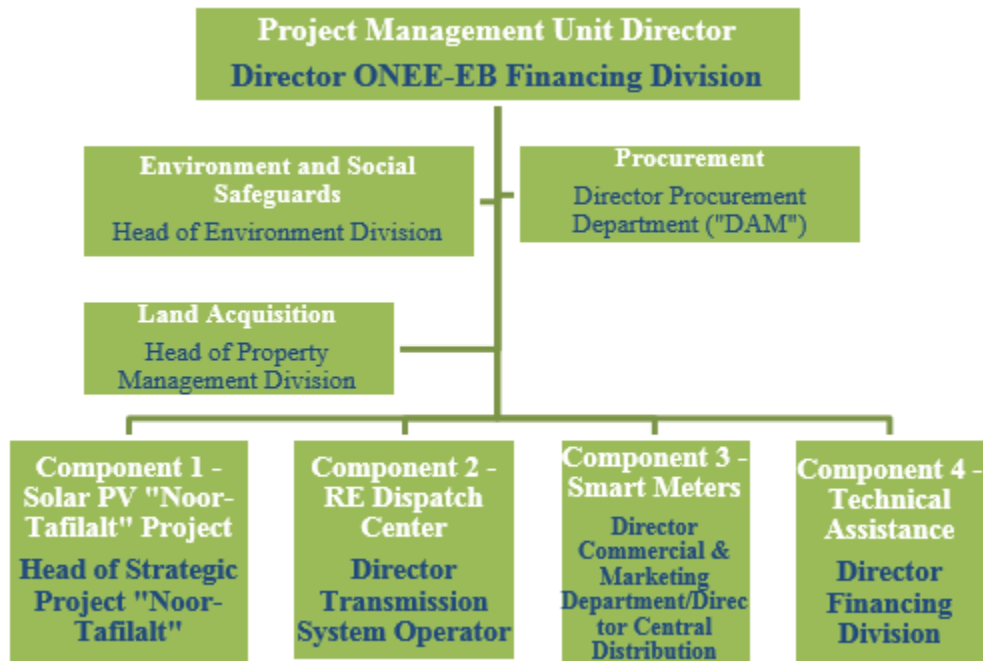 Project Management Unit Director
Director ONEE-EB Financing Division
Environment and Social
Safeguards
Head of Environment Division
Procurement
Director Procurement
Department ("DAM")
Land Acquisition
Head of Property
Management Division
Component 1 -
Solar PV "Noor-
Tafilalt" Project
Head of Strategic
Project "Noor-
Tafilalt"
Component 2 -
RE Dispatch
Center
Director
Transmission
System Operator
Component 3 -
Smart Meters
Director
Commercial &
Marketing
Department/Direc
tor Central
Distribution
Component 4 -
Technical
Assistance
Director
Financing
Division